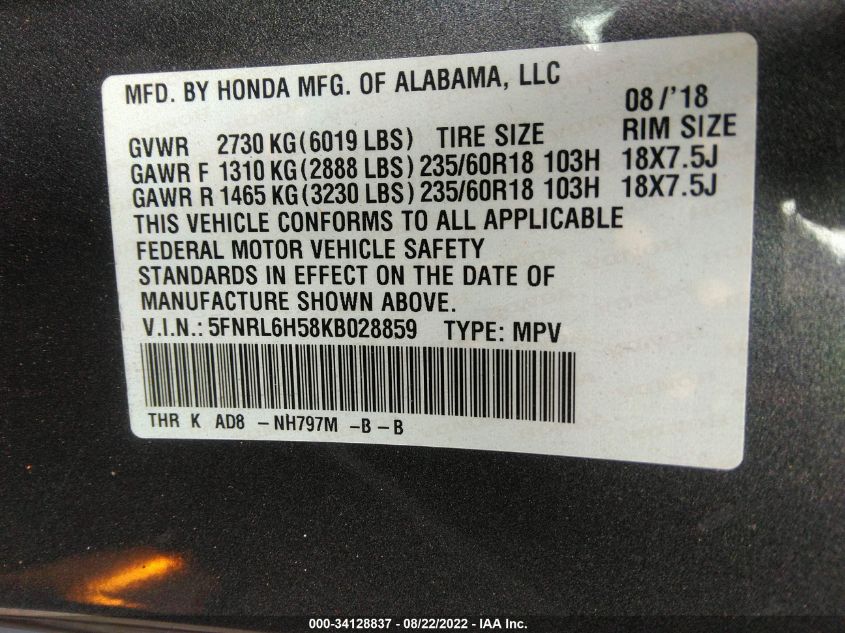 MFD. BY HONDA MFG. OF ALABAMA, LLC
08/'18
GVWR 2730 KG(6019 LBS) TIRE SIZE RIM SIZE
GAWR F 1310 KG(2888 LBS) 235/60R18 103H 18X7.5J
GAWR R 1465 KG(3230 LBS) 235/60R18 103H 18X7.5J
THIS VEHICLE CONFORMS TO ALL APPLICABLE
FEDERAL MOTOR VEHICLE SAFETY
STANDARDS IN EFFECT ON THE DATE OF
MANUFACTURE SHOWN ABOVE.
V.I.N.: 5FNRL6H58KB028859 TYPE: MPV
THR K AD8 -NH797M -B-B
000-34128837 - 08/22/2022 - IAA Inc.